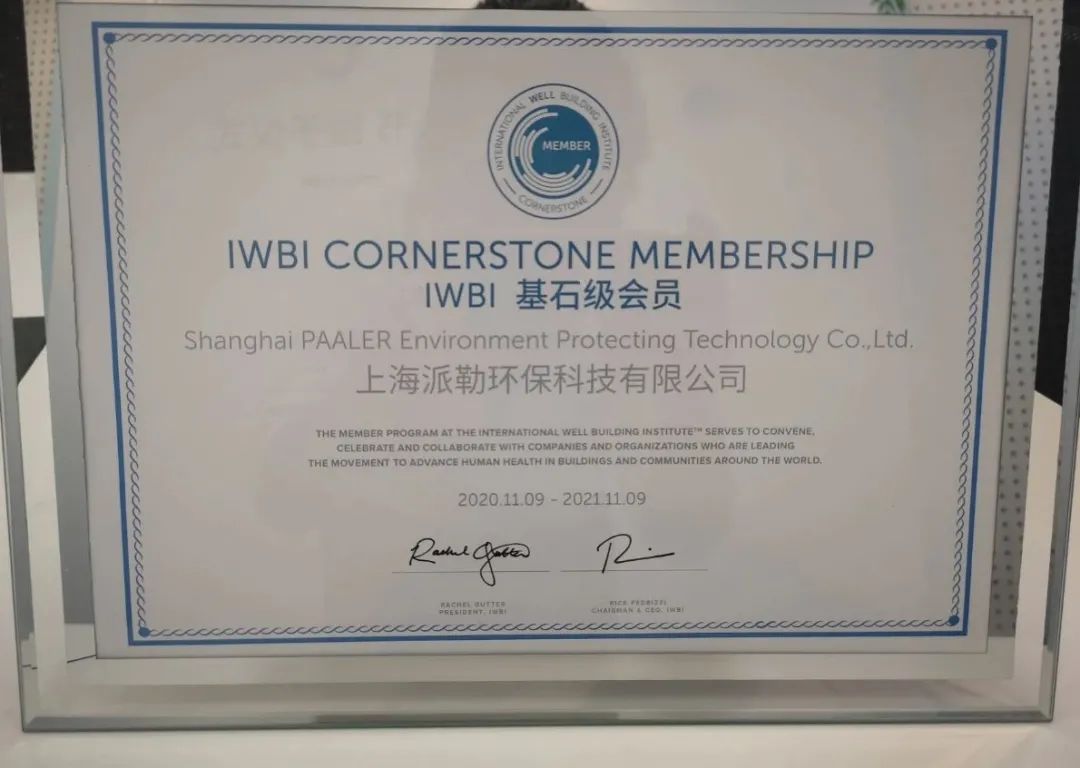 INTERNATIONAL WELL BUILDING INSTITUTE
MEMBER
CORNERSTONE
IWBI CORNERSTONE MEMBERSHIP
IWBI 基石级会员
Shanghai PAALER Environment Protecting Technology Co.,Ltd.
上海派勒环保科技有限公司
THE MEMBER PROGRAM AT THE INTERNATIONAL WELL BUILDING INSTITUTE™ SERVES TO CONVENE,
CELEBRATE AND COLLABORATE WITH COMPANIES AND ORGANIZATIONS WHO ARE LEADING
THE MOVEMENT TO ADVANCE HUMAN HEALTH IN BUILDINGS AND COMMUNITIES AROUND THE WORLD.
2020.11.09 - 2021.11.09
RACHEL GUTTER
PRESIDENT, IWBI
RICK FEDRIZZI
CHAIRMAN & CEO, IWBI